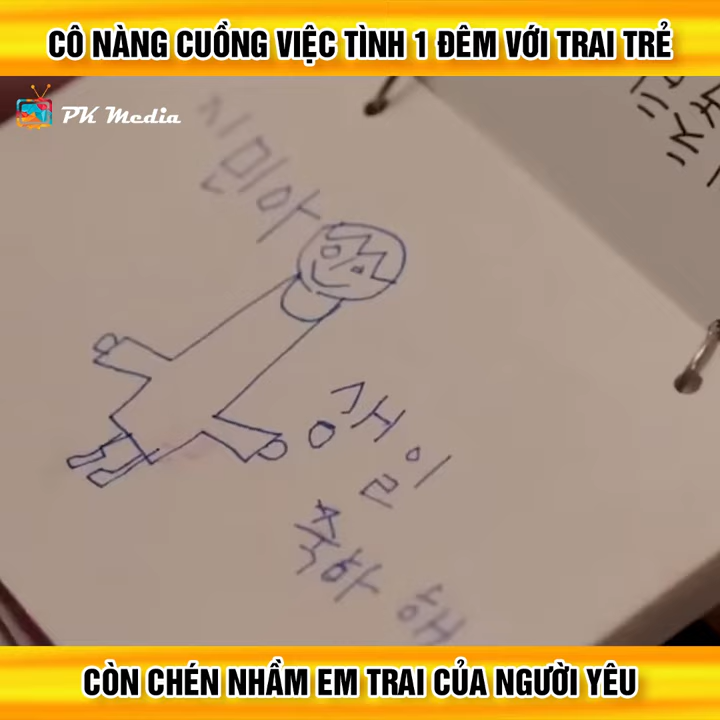 CÔ NÀNG CUỒNG VIỆC TÌNH 1 ĐÊM VỚI TRAI TRẺ
PK Media
지민아
생일
축하해
CÒN CHÉN NHẦM EM TRAI CỦA NGƯỜI YÊU